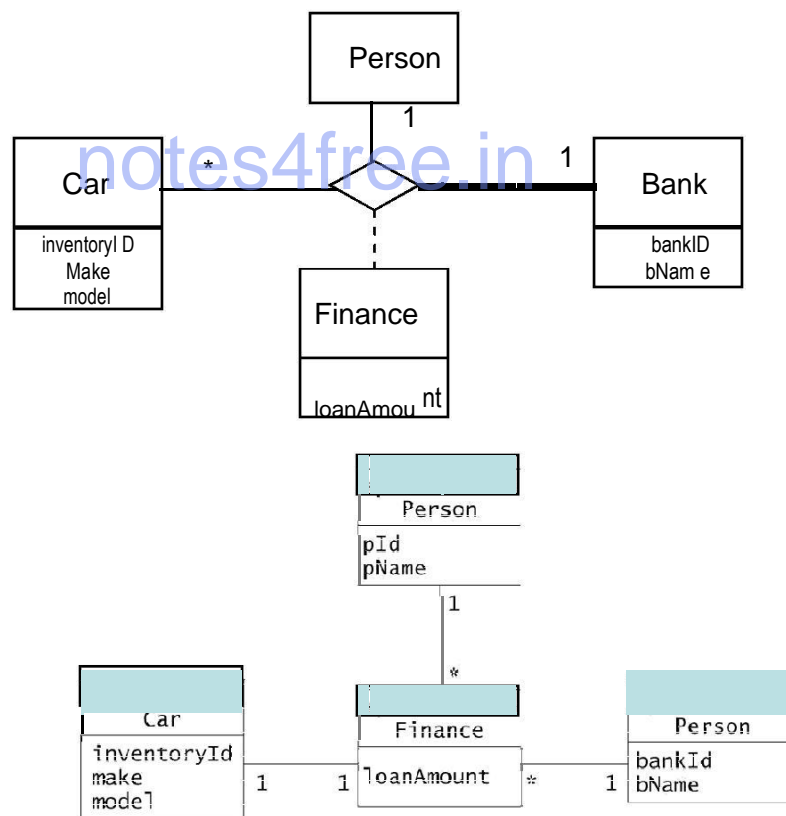 Person
1
notes4free.in
*
1
Car
Bank
inventoryI D
Make
model
bankID
bNam e
Finance
loanAmou nt
Person
pId
pName
1
*
Car
Finance
Person
inventoryId
make
model
1
1
loanAmount
*
1
bankId
bName